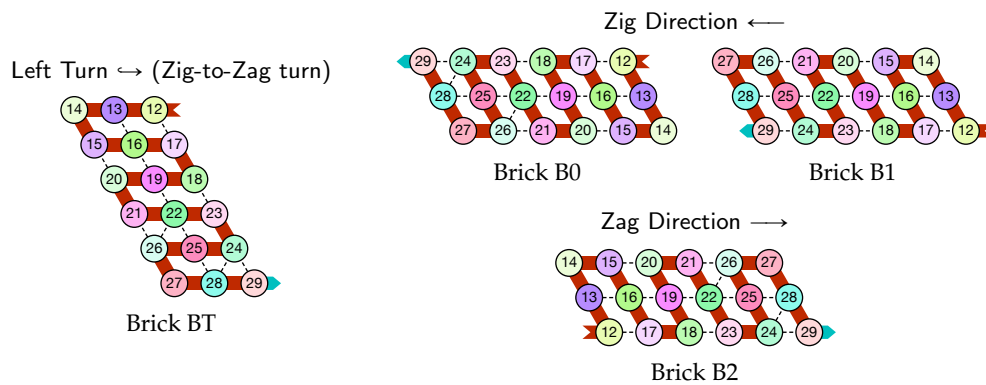 Zig Direction ←—
Left Turn ↪ (Zig-to-Zag turn)
14 13 12
15 16 17
20 19 18
21 22 23
26 25 24
27 28 29
Brick BT
29 24 23 18 17 12
28 25 22 19 16 13
27 26 21 20 15 14
Brick B0
27 26 21 20 15 14
28 25 22 19 16 13
29 24 23 18 17 12
Brick B1
Zag Direction —→
14 15 20 21 26 27
13 16 19 22 25 28
12 17 18 23 24 29
Brick B2